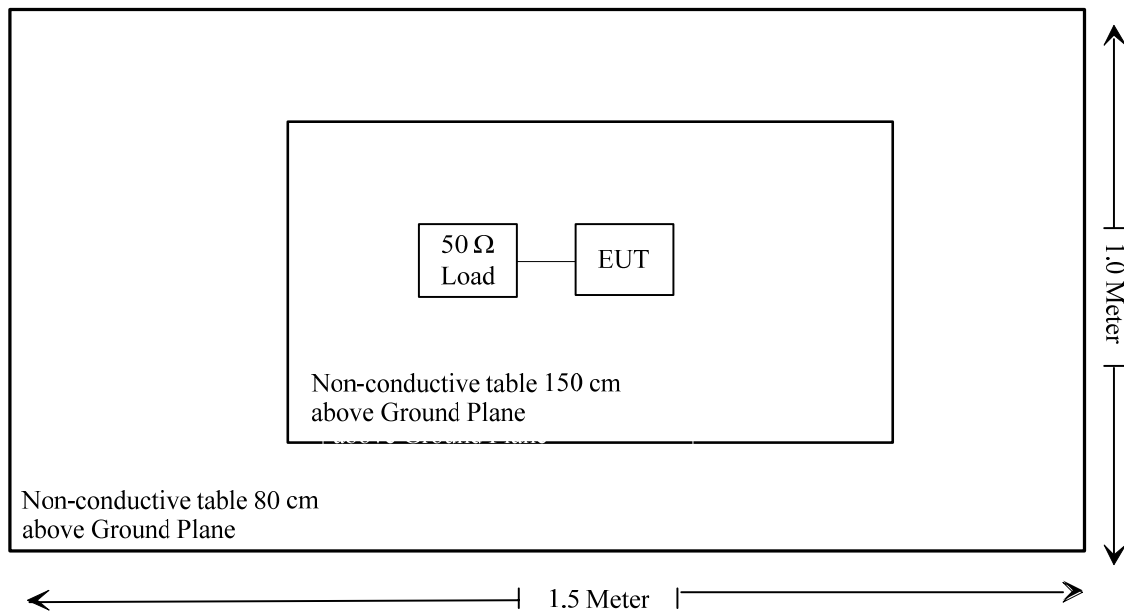 50 Ω
Load
EUT
1.0 Meter
Non-conductive table 150 cm
above Ground Plane
Non-conductive table 80 cm
above Ground Plane
1.5 Meter